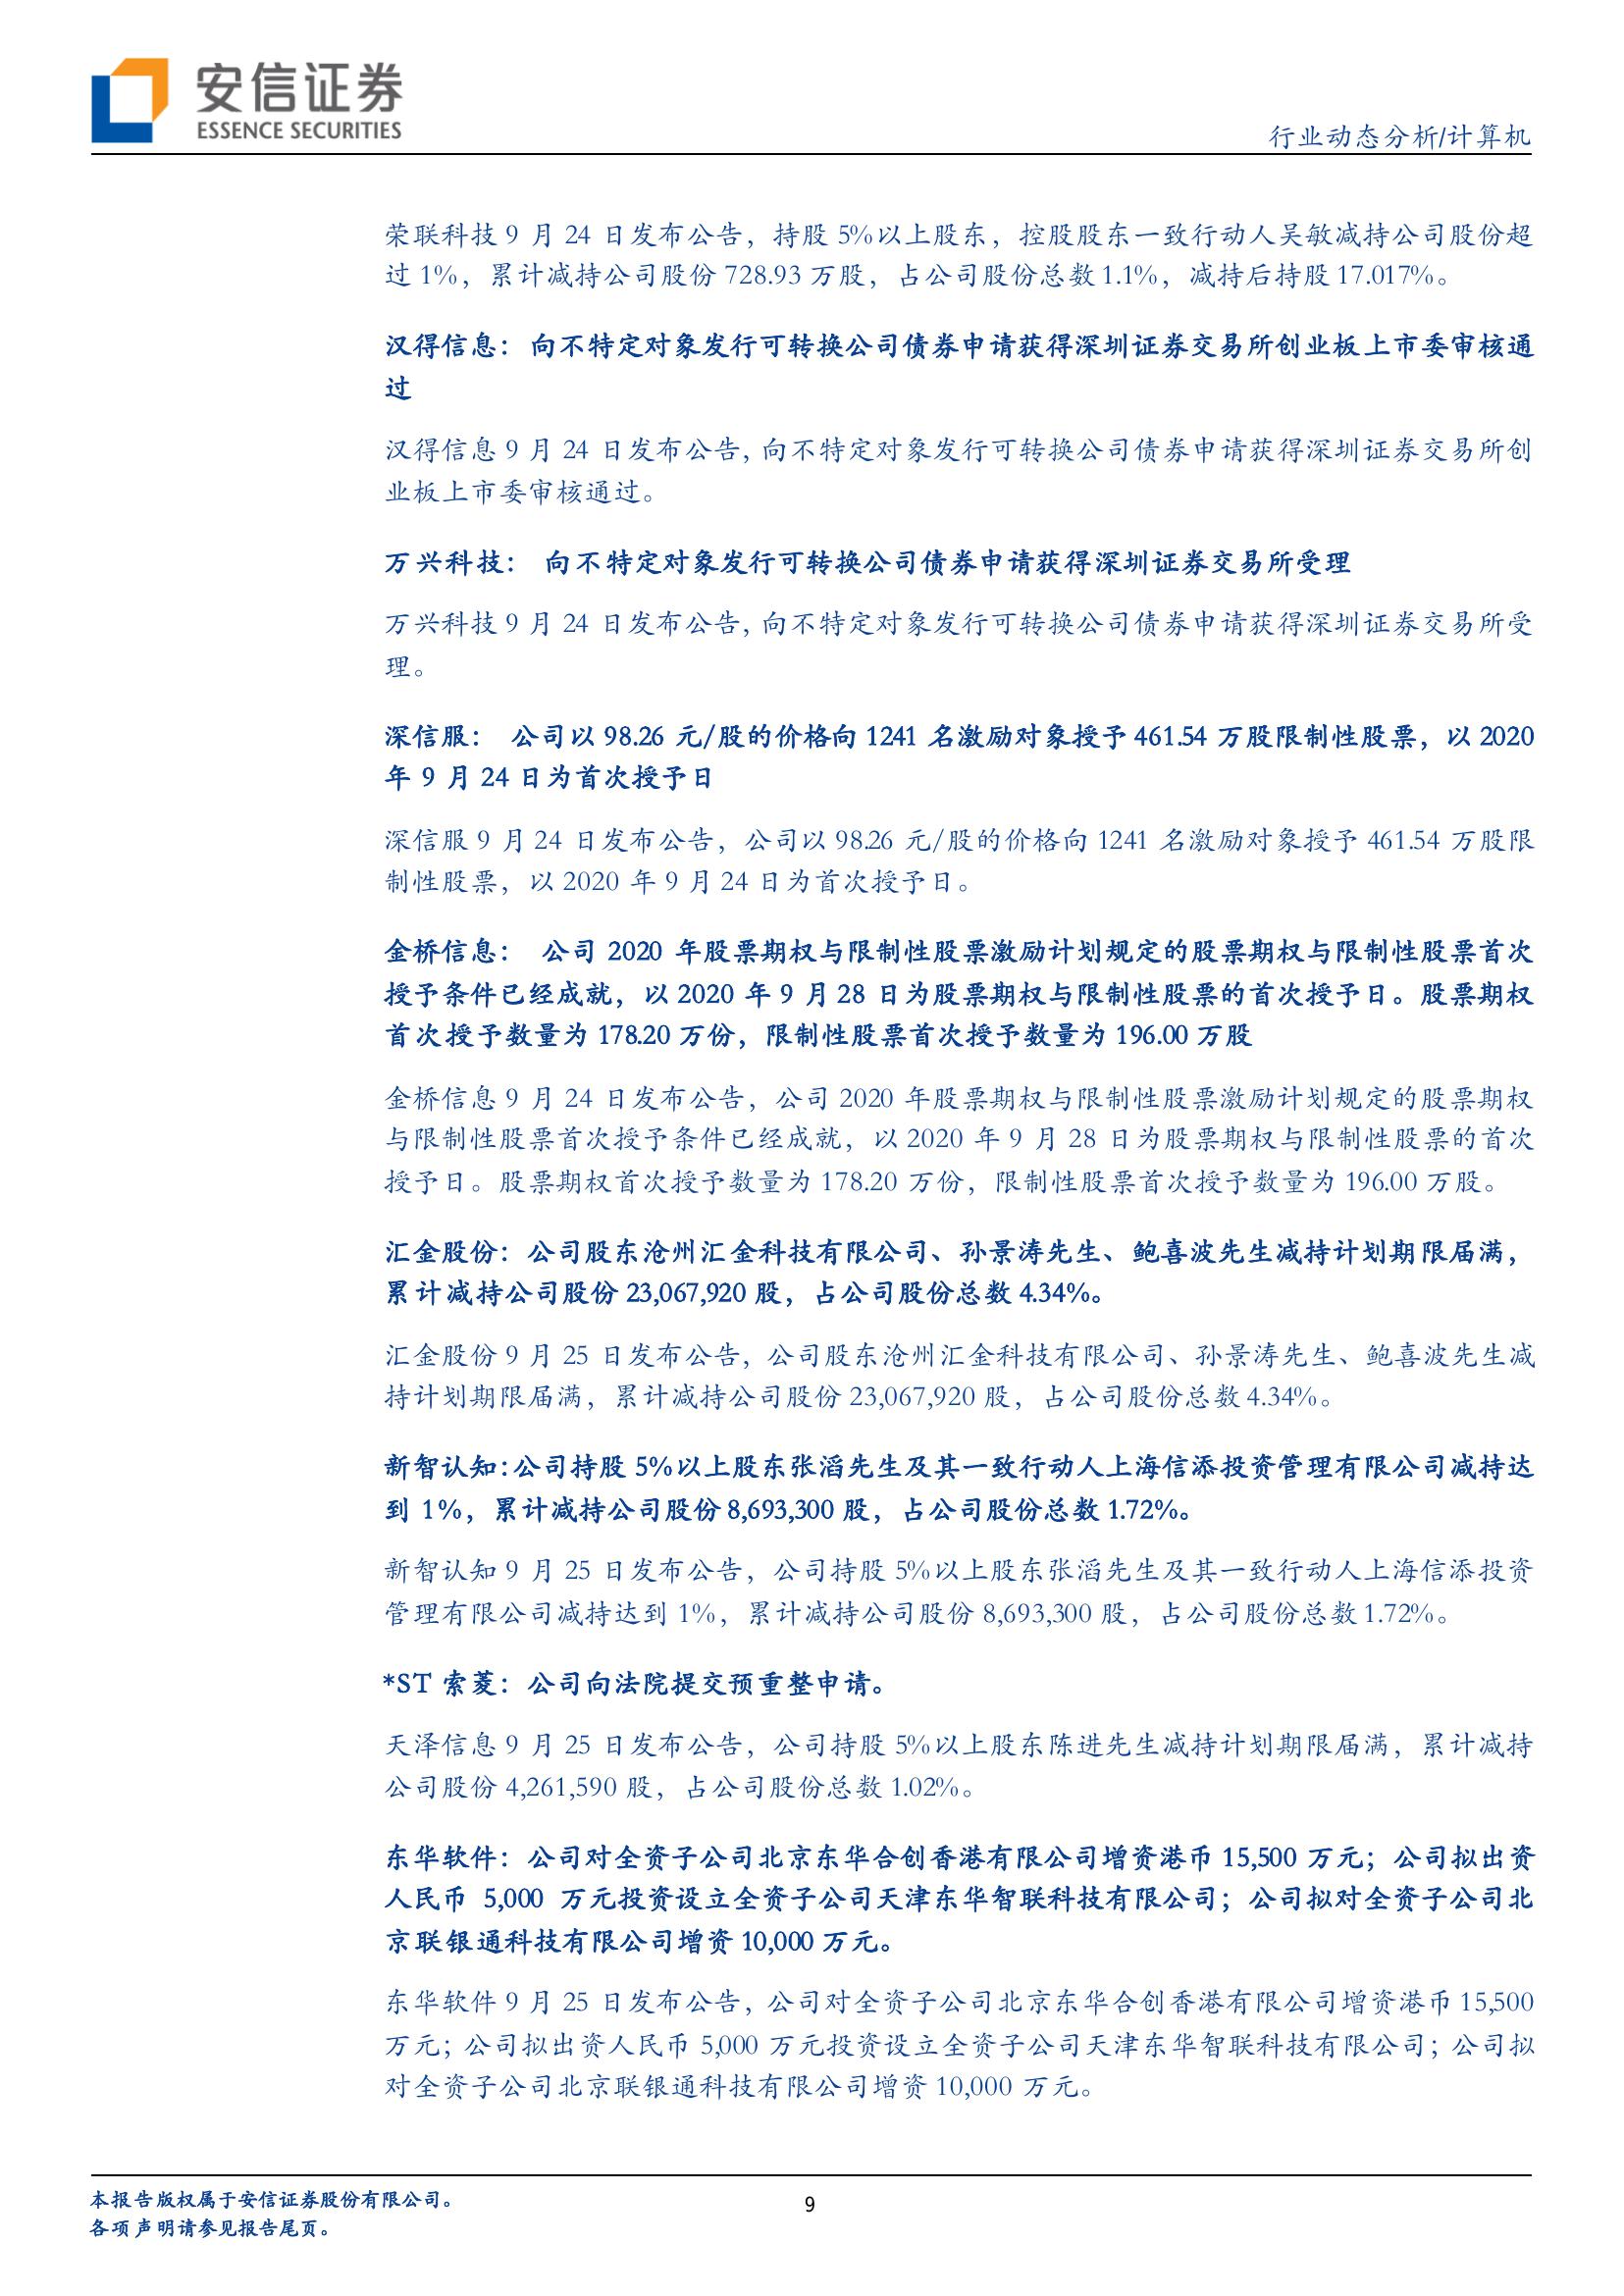 安信证券
ESSENCE SECURITIES
行业动态分析/计算机
荣联科技 9 月 24 日发布公告，持股 5%以上股东，控股股东一致行动人吴敏减持公司股份超
过 1%，累计减持公司股份 728.93 万股，占公司股份总数 1.1%，减持后持股 17.017%。
汉得信息：向不特定对象发行可转换公司债券申请获得深圳证券交易所创业板上市委审核通
过
汉得信息 9 月 24 日发布公告，向不特定对象发行可转换公司债券申请获得深圳证券交易所创
业板上市委审核通过。
万兴科技： 向不特定对象发行可转换公司债券申请获得深圳证券交易所受理
万兴科技 9 月 24 日发布公告，向不特定对象发行可转换公司债券申请获得深圳证券交易所受
理。
深信服： 公司以 98.26 元/股的价格向 1241 名激励对象授予 461.54 万股限制性股票，以 2020
年 9 月 24 日为首次授予日
深信服 9 月 24 日发布公告，公司以 98.26 元/股的价格向 1241 名激励对象授予 461.54 万股限
制性股票，以 2020 年 9 月 24 日为首次授予日。
金桥信息： 公司 2020 年股票期权与限制性股票激励计划规定的股票期权与限制性股票首次
授予条件已经成就，以 2020 年 9 月 28 日为股票期权与限制性股票的首次授予日。股票期权
首次授予数量为 178.20 万份，限制性股票首次授予数量为 196.00 万股
金桥信息 9 月 24 日发布公告，公司 2020 年股票期权与限制性股票激励计划规定的股票期权
与限制性股票首次授予条件已经成就，以 2020 年 9 月 28 日为股票期权与限制性股票的首次
授予日。股票期权首次授予数量为 178.20 万份，限制性股票首次授予数量为 196.00 万股。
汇金股份：公司股东沧州汇金科技有限公司、孙景涛先生、鲍喜波先生减持计划期限届满，
累计减持公司股份 23,067,920 股，占公司股份总数 4.34%。
汇金股份 9 月 25 日发布公告，公司股东沧州汇金科技有限公司、孙景涛先生、鲍喜波先生减
持计划期限届满，累计减持公司股份 23,067,920 股，占公司股份总数 4.34%。
新智认知：公司持股 5%以上股东张滔先生及其一致行动人上海信添投资管理有限公司减持达
到 1%，累计减持公司股份 8,693,300 股，占公司股份总数 1.72%。
新智认知 9 月 25 日发布公告，公司持股 5%以上股东张滔先生及其一致行动人上海信添投资
管理有限公司减持达到 1%，累计减持公司股份 8,693,300 股，占公司股份总数 1.72%。
*ST 索菱：公司向法院提交预重整申请。
天泽信息 9 月 25 日发布公告，公司持股 5%以上股东陈进先生减持计划期限届满，累计减持
公司股份 4,261,590 股，占公司股份总数 1.02%。
东华软件：公司对全资子公司北京东华合创香港有限公司增资港币 15,500 万元；公司拟出资
人民币 5,000 万元投资设立全资子公司天津东华智联科技有限公司；公司拟对全资子公司北
京联银通科技有限公司增资 10,000 万元。
东华软件 9 月 25 日发布公告，公司对全资子公司北京东华合创香港有限公司增资港币 15,500
万元；公司拟出资人民币 5,000 万元投资设立全资子公司天津东华智联科技有限公司；公司拟
对全资子公司北京联银通科技有限公司增资 10,000 万元。
本报告版权属于安信证券股份有限公司。
9
各项声明请参见报告尾页。